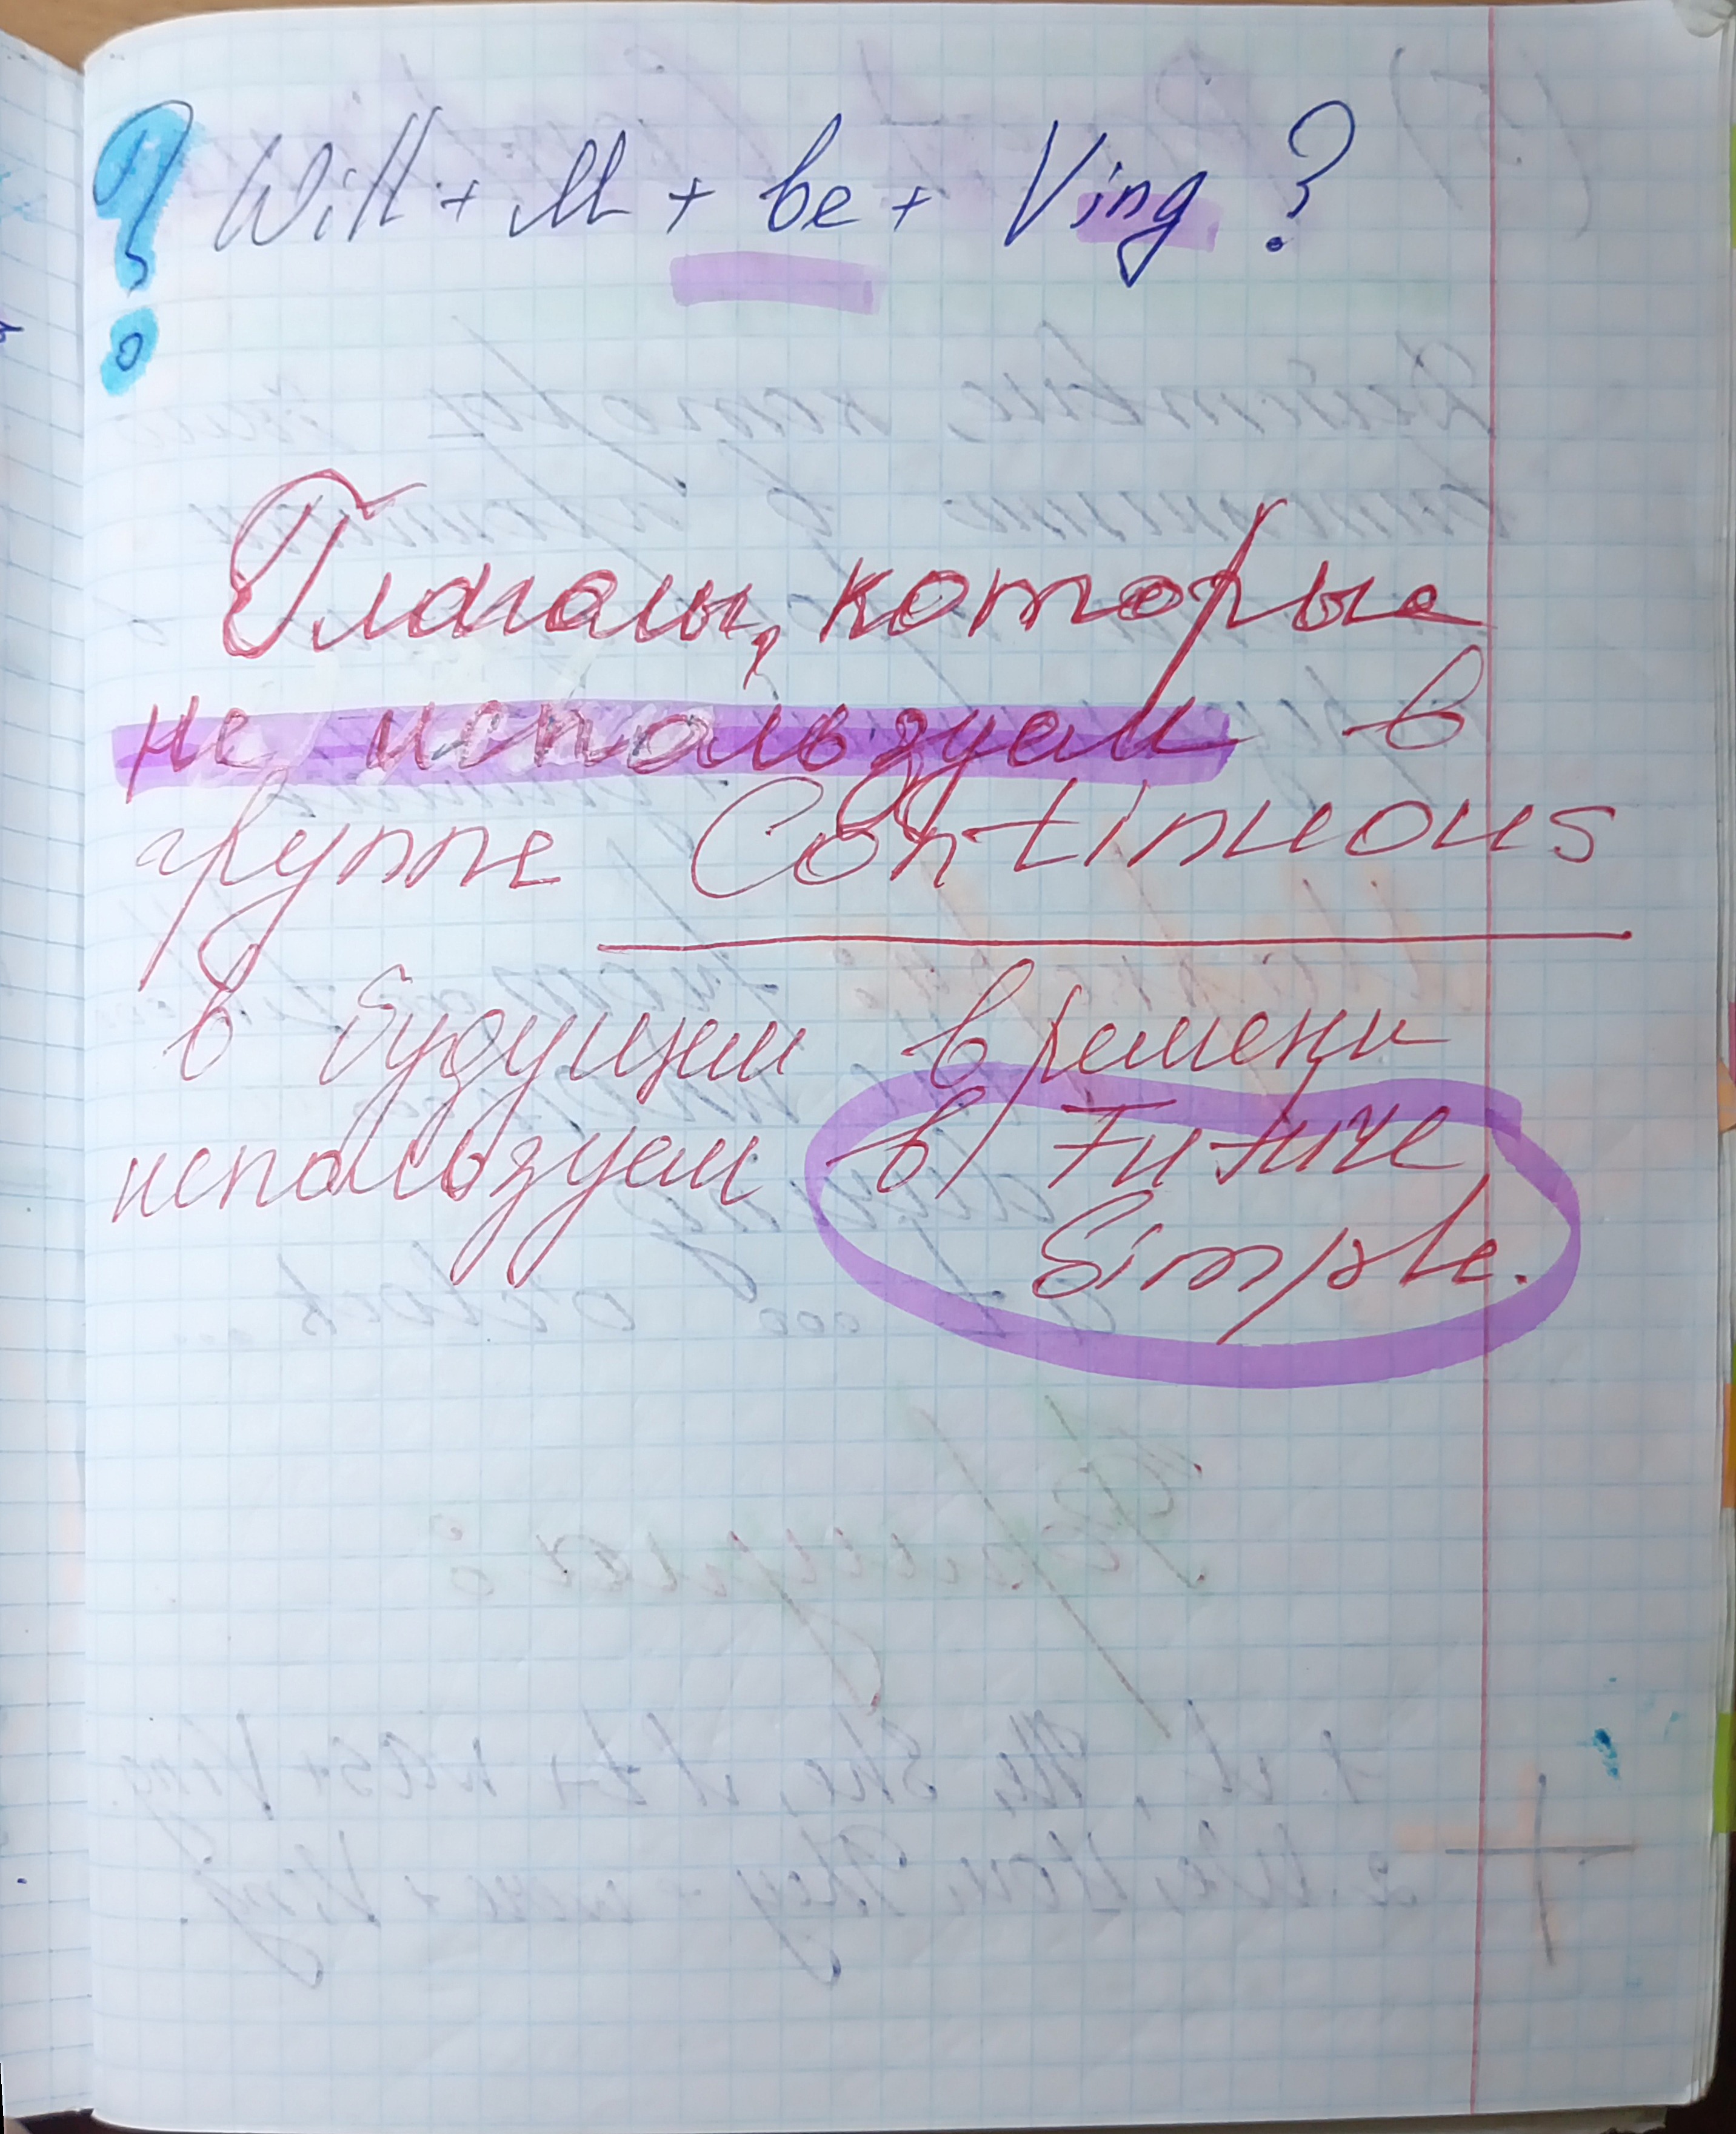 ? Will + М + be + Ving ?
Глаголы, которые
не используем в
группе Continuous
в будущем времени
используем в Future
Simple.